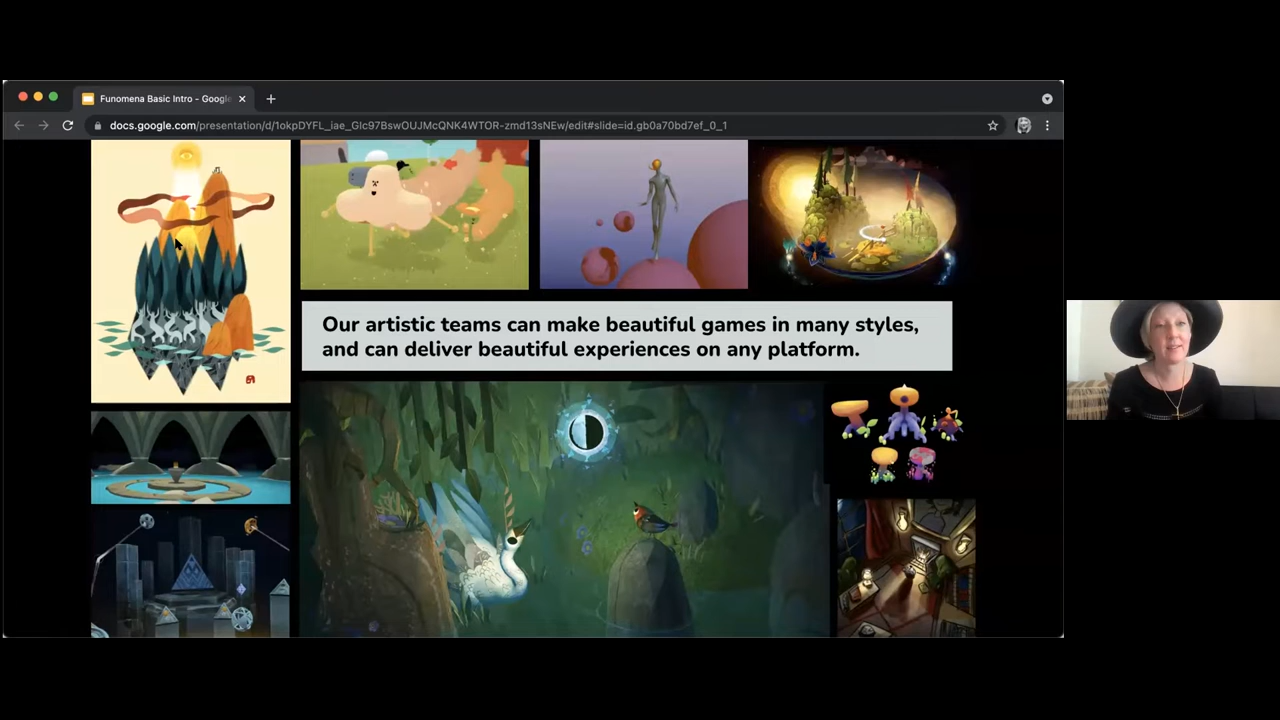 Funomena Basic Intro - Google
docs.google.com/presentation/d/1okpDYFL_iae_GIc97BswOUJMcQNK4WTOR-zmd13sNEw/edit#slide=id.gb0a70bd7ef_0_1
Our artistic teams can make beautiful games in many styles,
and can deliver beautiful experiences on any platform.